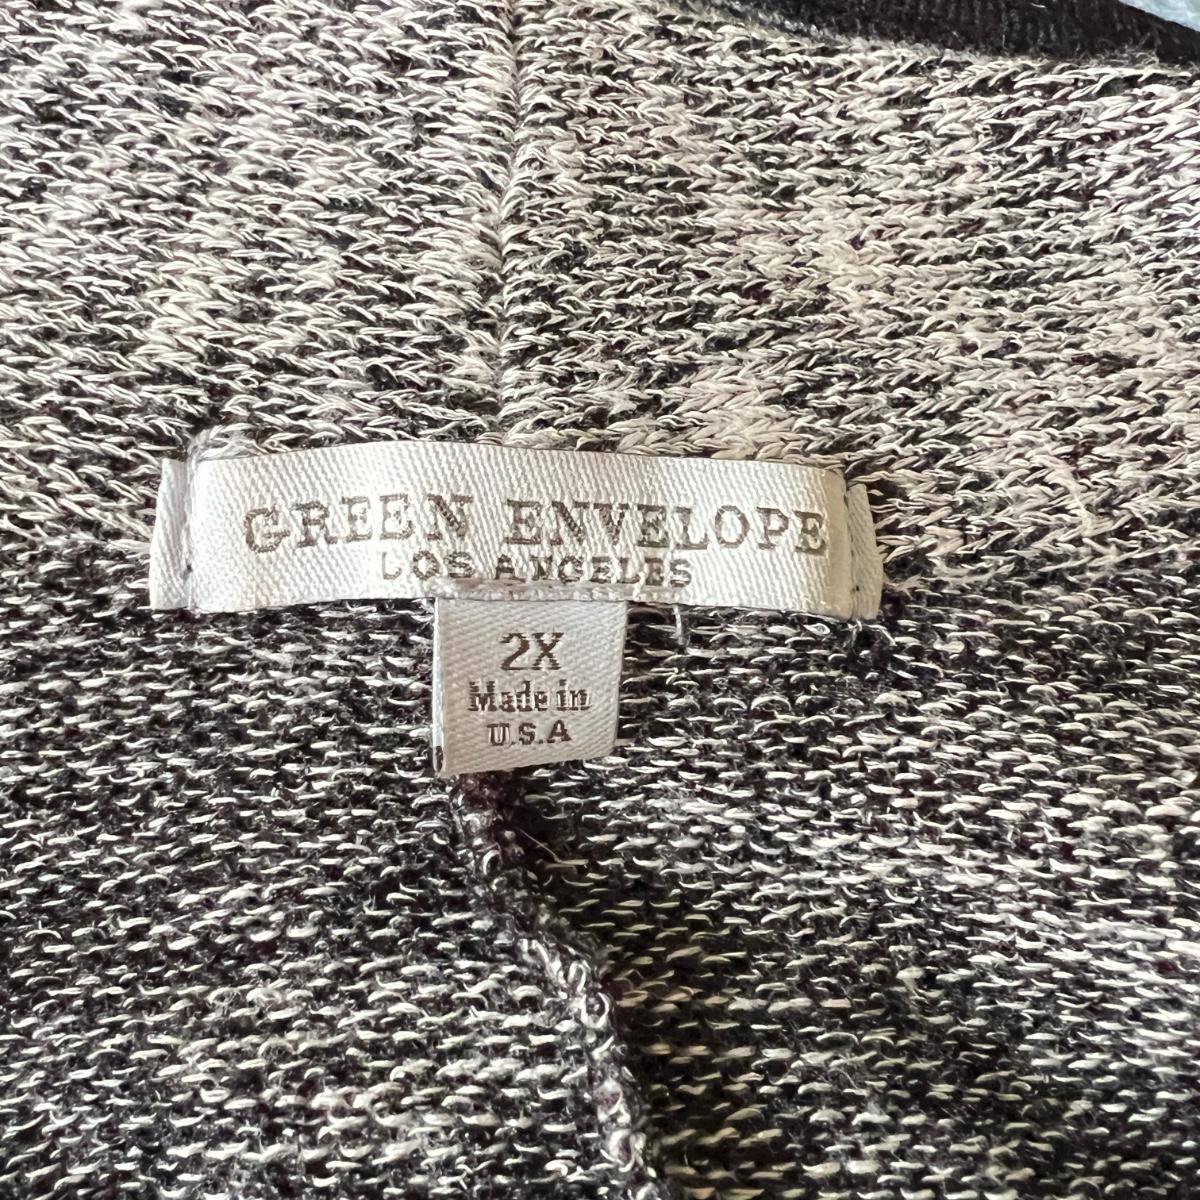 GREEN ENVELOPE
LOS ANGELES
2X
Made in
U.S.A